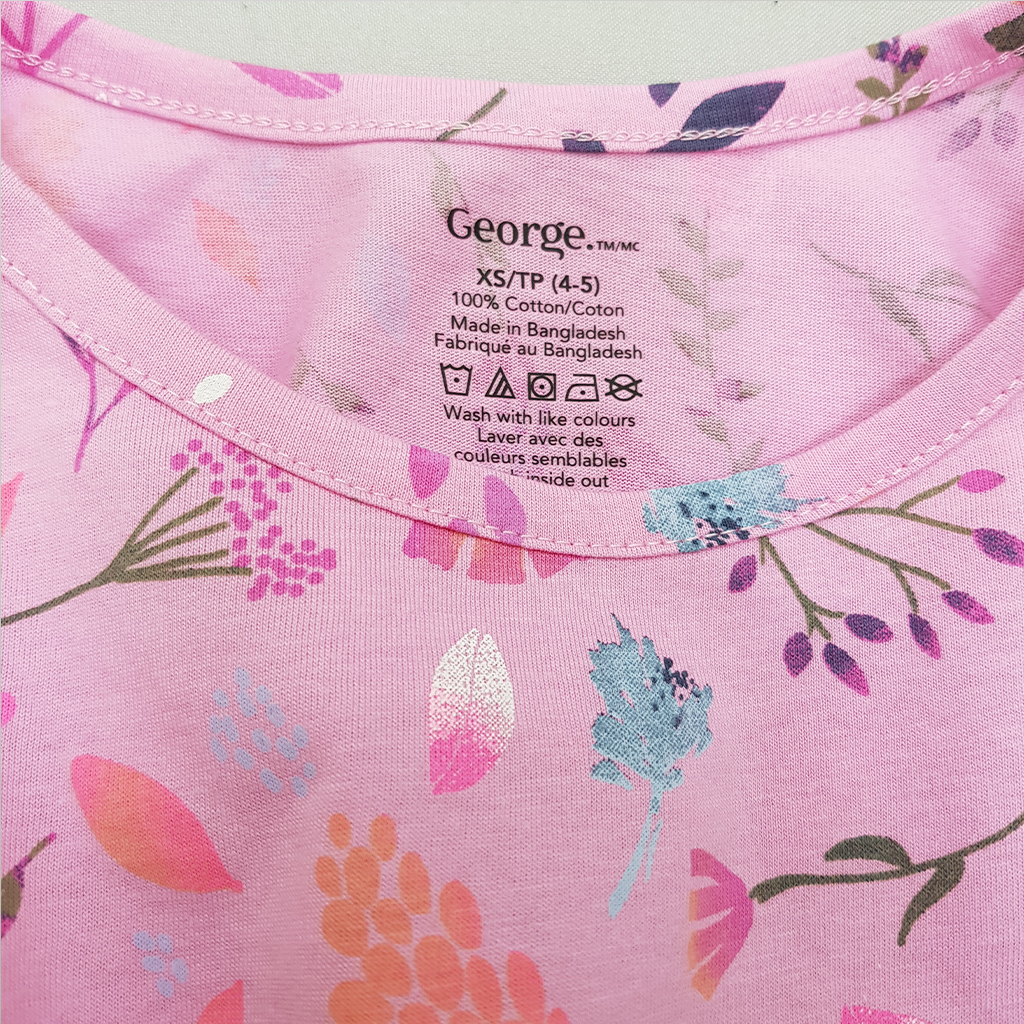 George.TM/MC
XS/TP (4-5)
100% Cotton/Coton
Made in Bangladesh
Fabriqué au Bangladesh
Wash with like colours
Laver avec des
couleurs semblables
inside out